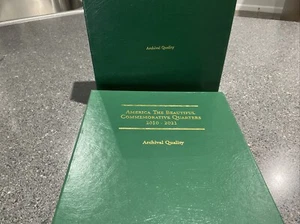 Archival Quality
America The Beautiful
Commemorative Quarters
2010 - 2021
Archival Quality